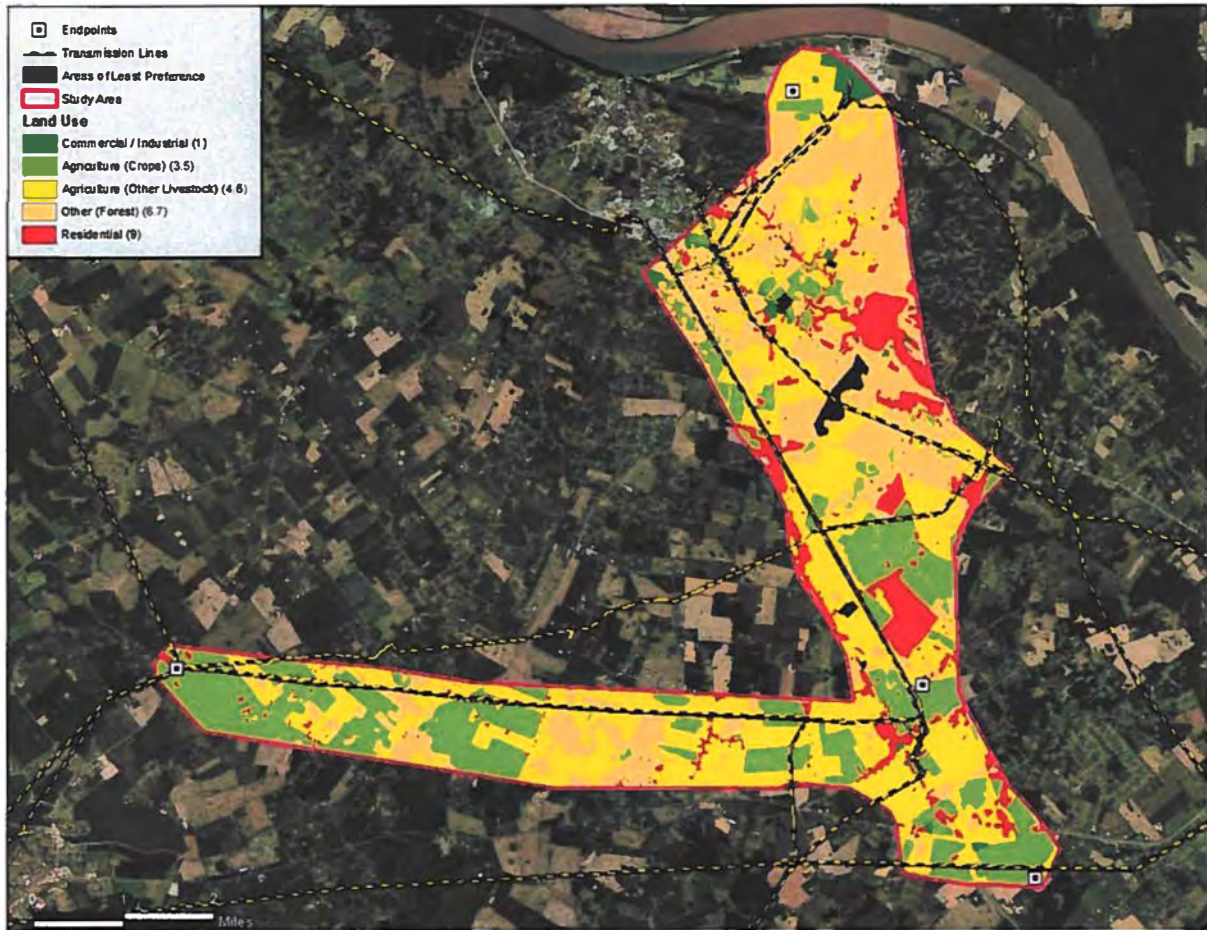 Endpoints
Transmission Lines
Areas of Least Preference
Study Area
Land Use
Commercial / Industrial (1)
Agriculture (Crops) (3.5)
Agriculture (Other Livestock) (4.6)
Other (Forest) (6.7)
Residential (9)
0 1 2
Miles